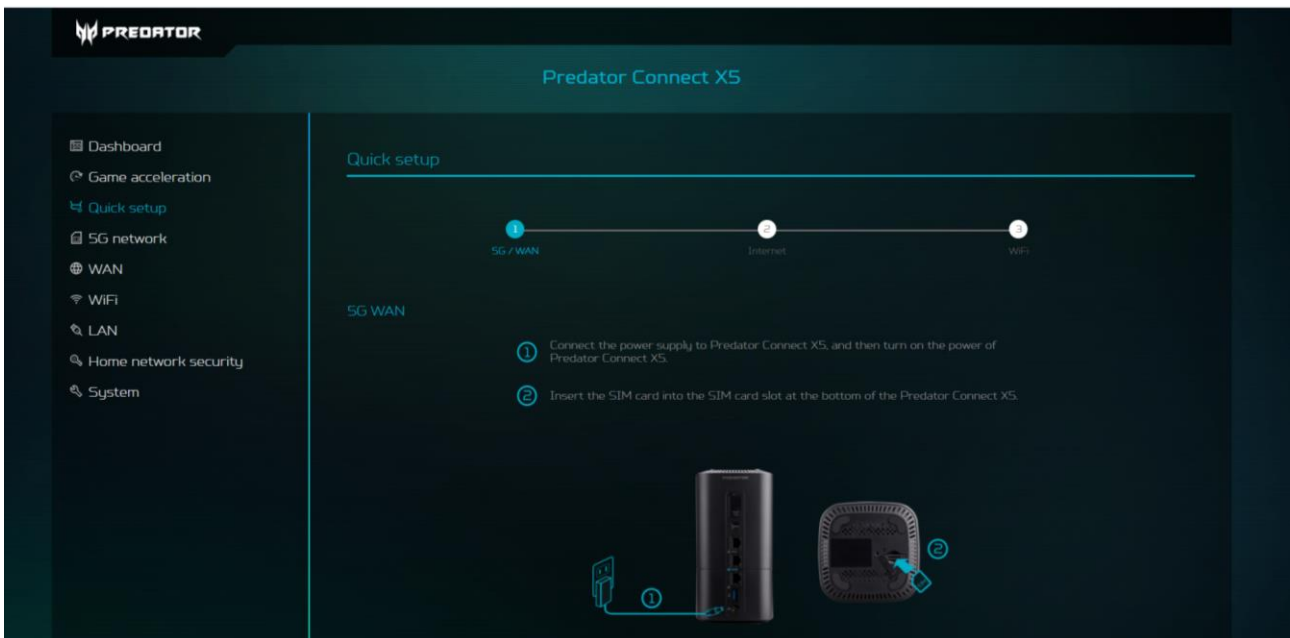 PREDATOR
Predator Connect X5
Dashboard
Game acceleration
Quick setup
5G network
WAN
WiFi
LAN
Home network security
System
Quick setup
1
2
3
5G / WAN
Internet
WiFi
5G WAN
1
Connect the power supply to Predator Connect X5, and then turn on the power of
Predator Connect X5.
2
Insert the SIM card into the SIM card slot at the bottom of the Predator Connect X5.
PREDATOR
2
1